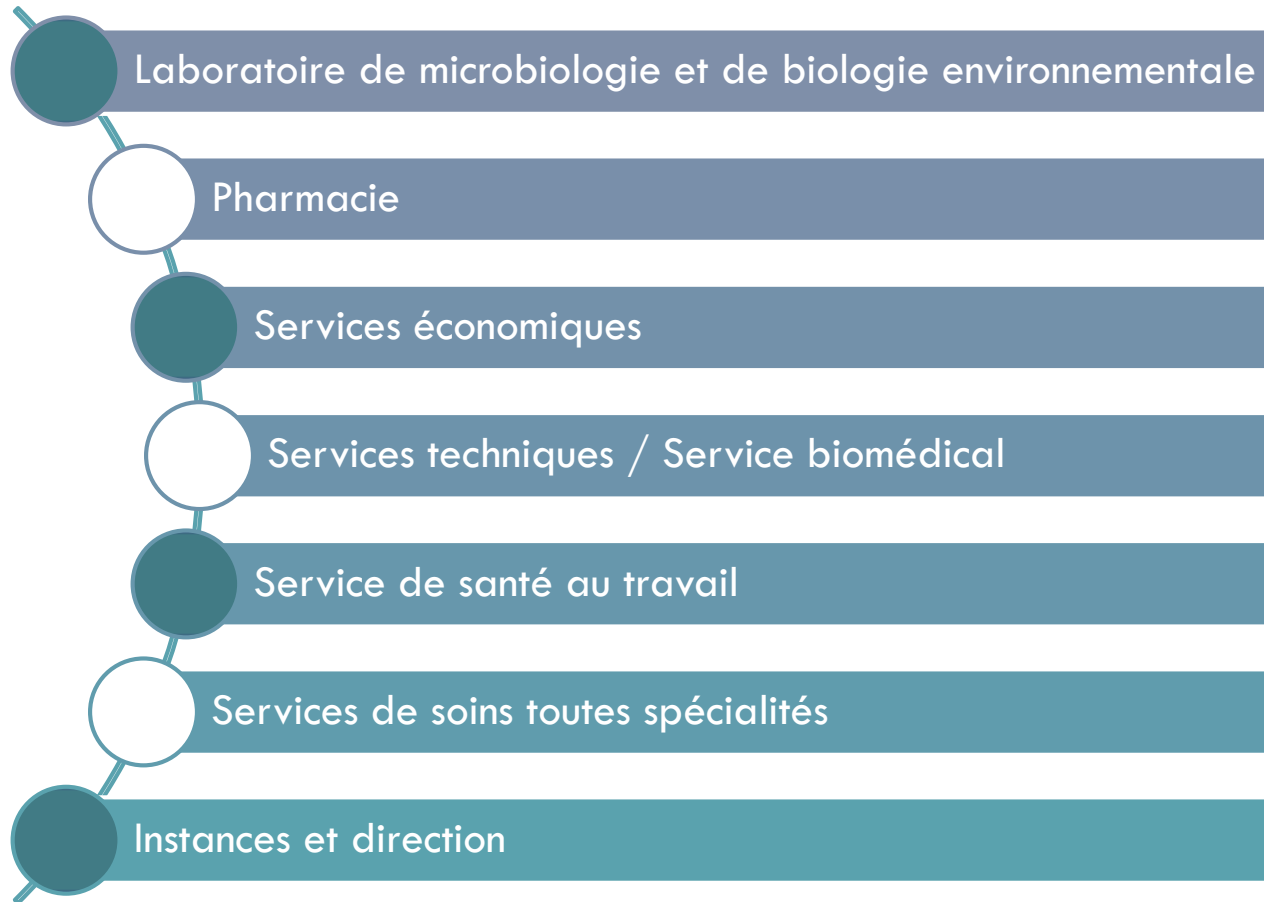 Laboratoire de microbiologie et de biologie environnementale
Pharmacie
Services économiques
Services techniques / Service biomédical
Service de santé au travail
Services de soins toutes spécialités
Instances et direction